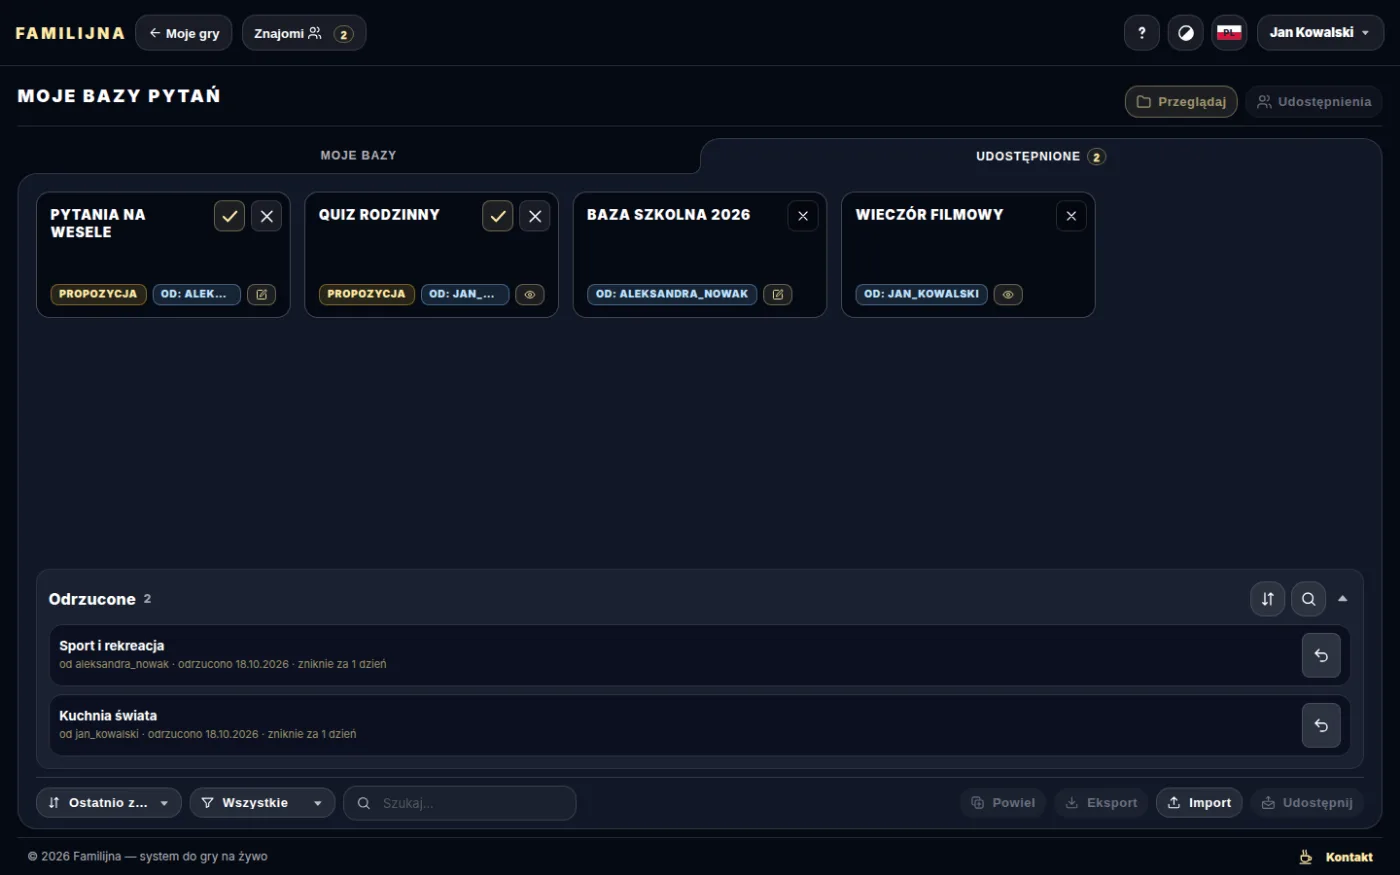 FAMILIJNA
Moje gry
Znajomi 2
?
PL
Jan Kowalski
MOJE BAZY PYTAŃ
Przeglądaj
Udostępnienia
MOJE BAZY
UDOSTĘPNIONE 2
PYTANIA NA
WESELE
PROPOZYCJA
OD: ALEK...
QUIZ RODZINNY
PROPOZYCJA
OD: JAN_...
BAZA SZKOLNA 2026
OD: ALEKSANDRA_NOWAK
WIECZÓR FILMOWY
OD: JAN_KOWALSKI
Odrzucone 2
Sport i rekreacja
od aleksandra_nowak · odrzucono 18.10.2026 · zniknie za 1 dzień
Kuchnia świata
od jan_kowalski · odrzucono 18.10.2026 · zniknie za 1 dzień
Ostatnio z...
Wszystkie
Szukaj...
Powiel
Eksport
Import
Udostępnij
© 2026 Familijna — system do gry na żywo
Kontakt